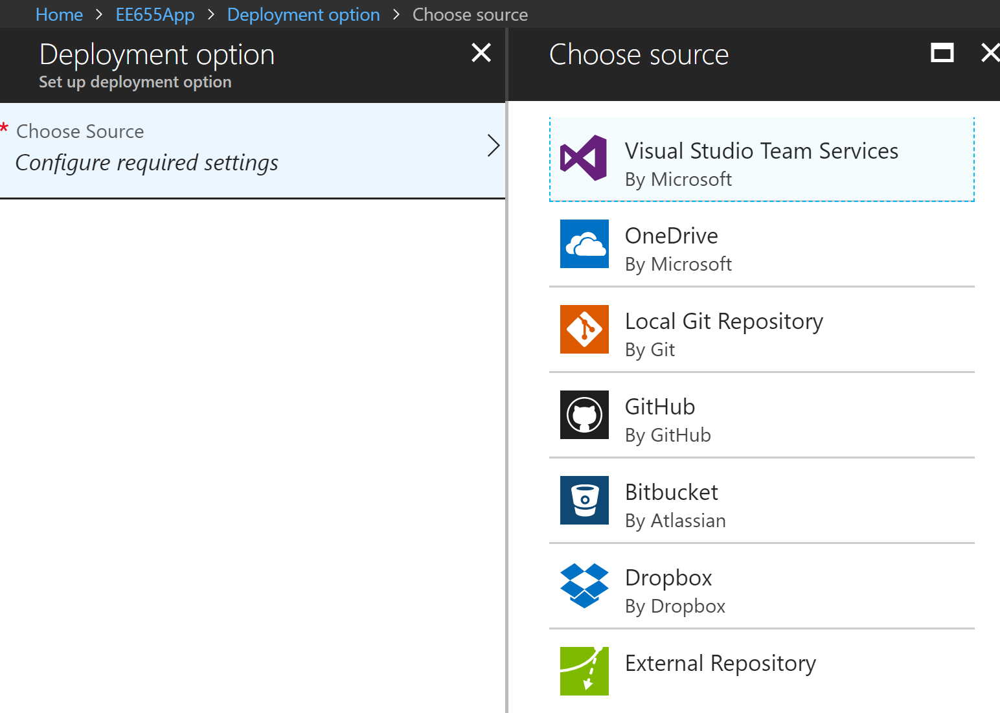 Home > EE655App > Deployment option > Choose source
Deployment option
Set up deployment option
* Choose Source
Configure required settings
Choose source
Visual Studio Team Services
By Microsoft
OneDrive
By Microsoft
Local Git Repository
By Git
GitHub
By GitHub
Bitbucket
By Atlassian
Dropbox
By Dropbox
External Repository